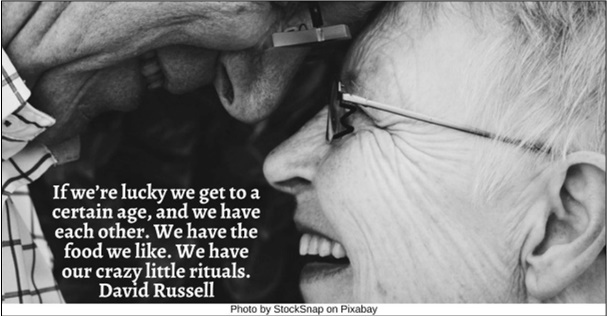 If we're lucky we get to a
certain age, and we have
each other. We have the
food we like. We have
our crazy little rituals.
David Russell
Photo by StockSnap on Pixabay